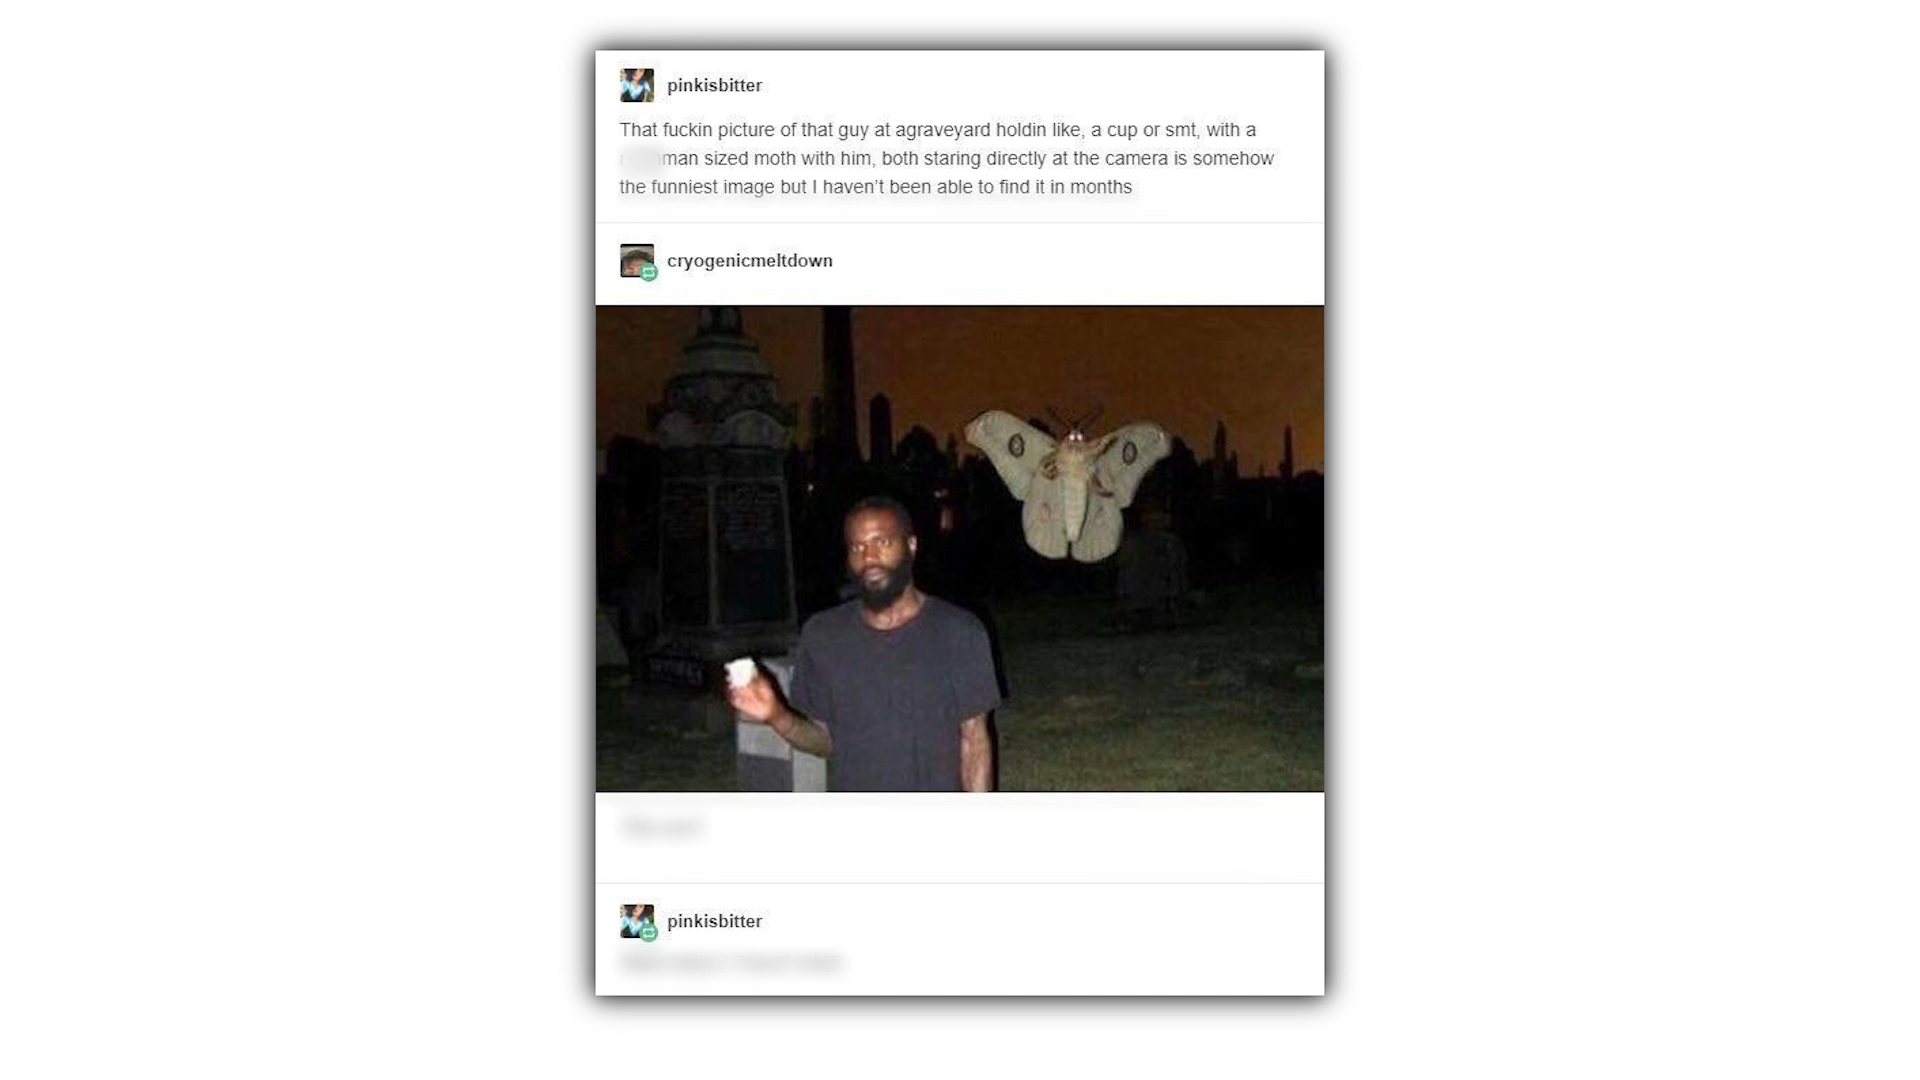 pinkisbitter
That fuckin picture of that guy at agraveyard holdin like, a cup or smt, with a
man sized moth with him, both staring directly at the camera is somehow
the funniest image but I haven't been able to find it in months
cryogenicmeltdown
pinkisbitter